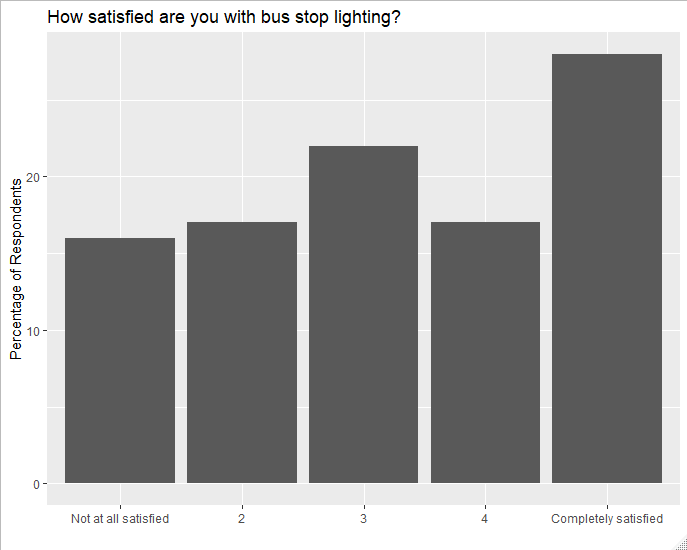 How satisfied are you with bus stop lighting?
Percentage of Respondents
20
10
0
Not at all satisfied
2
3
4
Completely satisfied